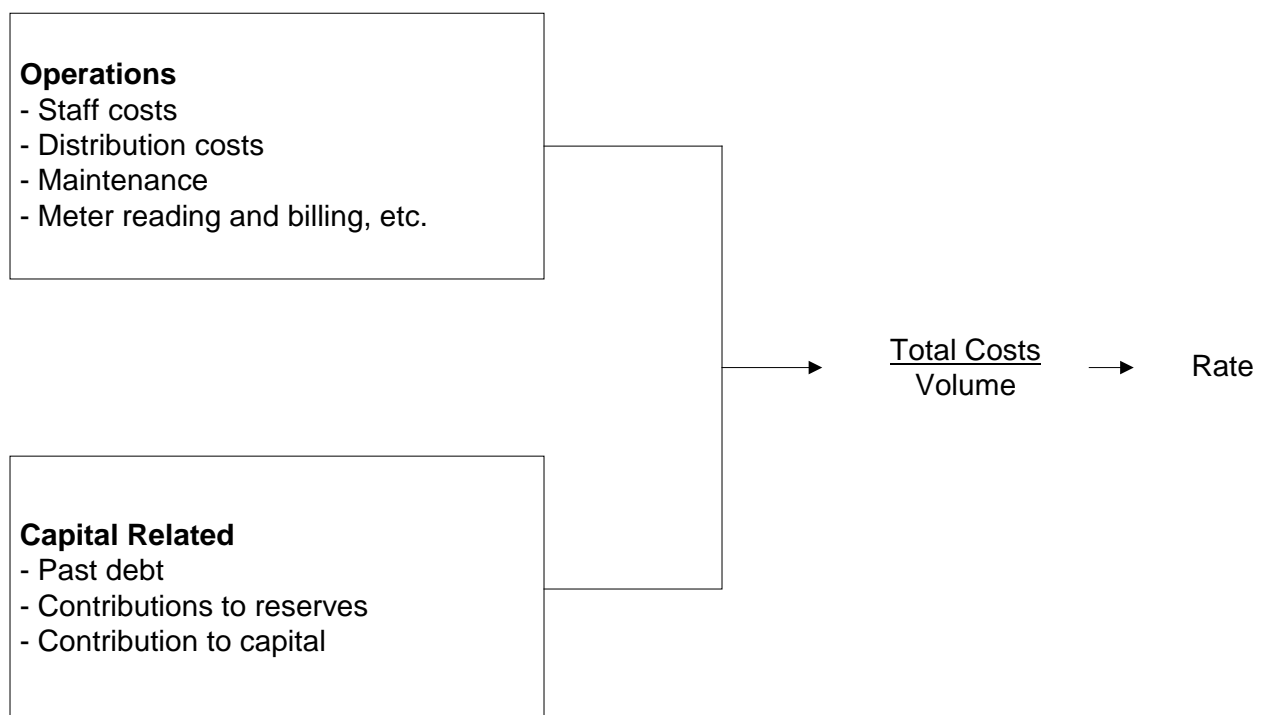 Operations
- Staff costs
- Distribution costs
- Maintenance
- Meter reading and billing, etc.
Total Costs
Volume
Rate
Capital Related
- Past debt
- Contributions to reserves
- Contribution to capital